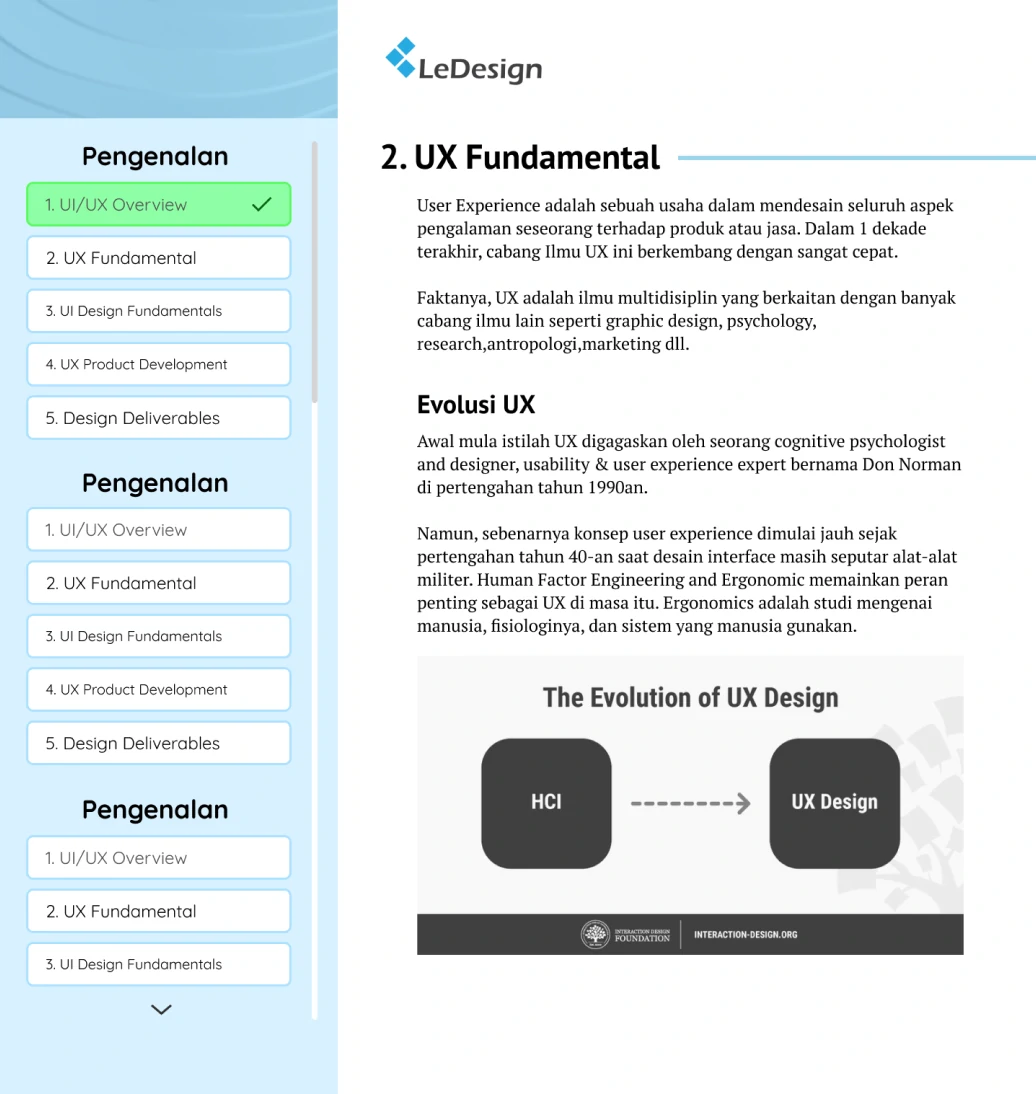 Pengenalan
1. UI/UX Overview
2. UX Fundamental
3. UI Design Fundamentals
4. UX Product Development
5. Design Deliverables
Pengenalan
1. UI/UX Overview
2. UX Fundamental
3. UI Design Fundamentals
4. UX Product Development
5. Design Deliverables
Pengenalan
1. UI/UX Overview
2. UX Fundamental
3. UI Design Fundamentals
LeDesign
2. UX Fundamental
User Experience adalah sebuah usaha dalam mendesain seluruh aspek
pengalaman seseorang terhadap produk atau jasa. Dalam 1 dekade
terakhir, cabang Ilmu UX ini berkembang dengan sangat cepat.
Faktanya, UX adalah ilmu multidisiplin yang berkaitan dengan banyak
cabang ilmu lain seperti graphic design, psychology,
research,antropologi,marketing dll.
Evolusi UX
Awal mula istilah UX digagaskan oleh seorang cognitive psychologist
and designer, usability & user experience expert bernama Don Norman
di pertengahan tahun 1990an.
Namun, sebenarnya konsep user experience dimulai jauh sejak
pertengahan tahun 40-an saat desain interface masih seputar alat-alat
militer. Human Factor Engineering and Ergonomic memainkan peran
penting sebagai UX di masa itu. Ergonomics adalah studi mengenai
manusia, fisiologinya, dan sistem yang manusia gunakan.
The Evolution of UX Design
HCI
UX Design
INTERACTION DESIGN
FOUNDATION
INTERACTION-DESIGN.ORG